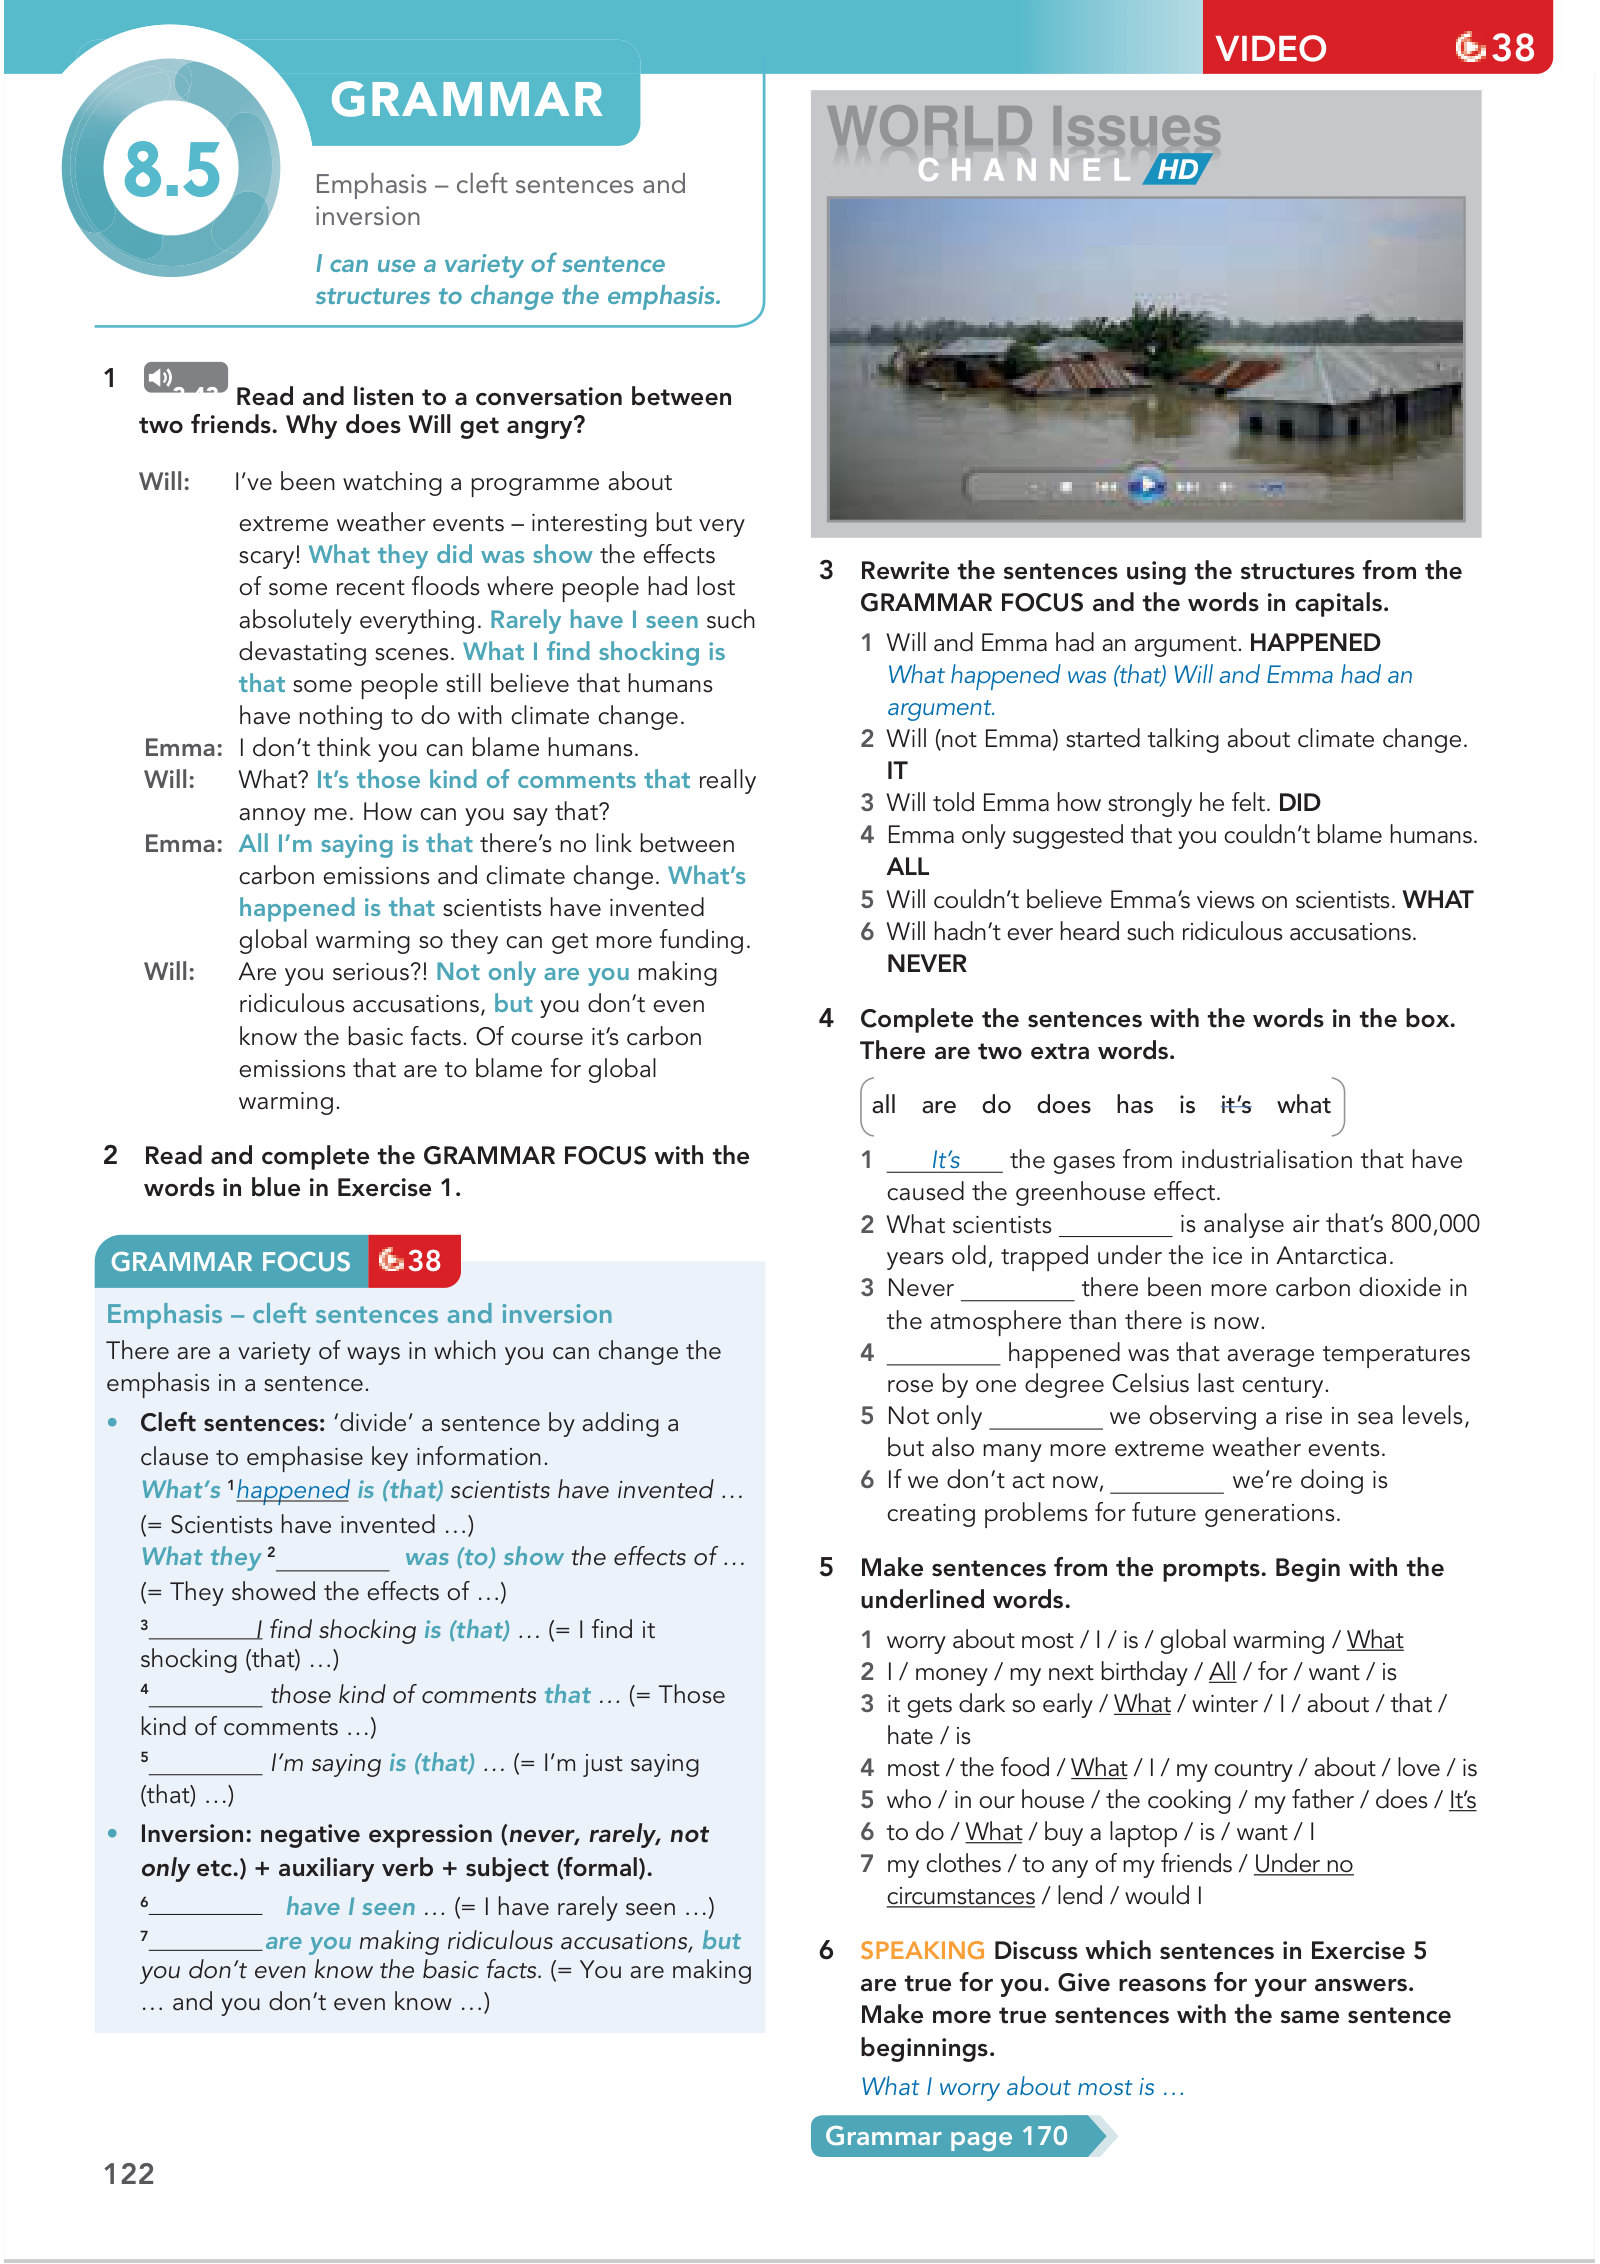 VIDEO 38
GRAMMAR
8.5
Emphasis – cleft sentences and
inversion
I can use a variety of sentence
structures to change the emphasis.
1 Read and listen to a conversation between
two friends. Why does Will get angry?
Will: I've been watching a programme about
extreme weather events – interesting but very
scary! What they did was show the effects
of some recent floods where people had lost
absolutely everything. Rarely have I seen such
devastating scenes. What I find shocking is
that some people still believe that humans
have nothing to do with climate change.
Emma: I don't think you can blame humans.
Will: What? It's those kind of comments that really
annoy me. How can you say that?
Emma: All I'm saying is that there's no link between
carbon emissions and climate change. What's
happened is that scientists have invented
global warming so they can get more funding.
Will: Are you serious?! Not only are you making
ridiculous accusations, but you don't even
know the basic facts. Of course it's carbon
emissions that are to blame for global
warming.
2 Read and complete the GRAMMAR FOCUS with the
words in blue in Exercise 1.
GRAMMAR FOCUS 38
Emphasis – cleft sentences and inversion
There are a variety of ways in which you can change the
emphasis in a sentence.
• Cleft sentences: 'divide' a sentence by adding a
clause to emphasise key information.
What's 1 happened is (that) scientists have invented …
(= Scientists have invented …)
What they 2 ________ was (to) show the effects of …
(= They showed the effects of …)
3 ________ I find shocking is (that) … (= I find it
shocking (that) …)
4 ________ those kind of comments that … (= Those
kind of comments …)
5 ________ I'm saying is (that) … (= I'm just saying
(that) …)
• Inversion: negative expression (never, rarely, not
only etc.) + auxiliary verb + subject (formal).
6 ________ have I seen … (= I have rarely seen …)
7 ________ are you making ridiculous accusations, but
you don't even know the basic facts. (= You are making
… and you don't even know …)
122
WORLD Issues
CHANNEL HD
3 Rewrite the sentences using the structures from the
GRAMMAR FOCUS and the words in capitals.
1 Will and Emma had an argument. HAPPENED
What happened was (that) Will and Emma had an
argument.
2 Will (not Emma) started talking about climate change.
IT
3 Will told Emma how strongly he felt. DID
4 Emma only suggested that you couldn't blame humans.
ALL
5 Will couldn't believe Emma's views on scientists. WHAT
6 Will hadn't ever heard such ridiculous accusations.
NEVER
4 Complete the sentences with the words in the box.
There are two extra words.
all are do does has is it's what
1 It's the gases from industrialisation that have
caused the greenhouse effect.
2 What scientists ________ is analyse air that's 800,000
years old, trapped under the ice in Antarctica.
3 Never ________ there been more carbon dioxide in
the atmosphere than there is now.
4 ________ happened was that average temperatures
rose by one degree Celsius last century.
5 Not only ________ we observing a rise in sea levels,
but also many more extreme weather events.
6 If we don't act now, ________ we're doing is
creating problems for future generations.
5 Make sentences from the prompts. Begin with the
underlined words.
1 worry about most / I / is / global warming / What
2 I / money / my next birthday / All / for / want / is
3 it gets dark so early / What / winter / I / about / that /
hate / is
4 most / the food / What / I / my country / about / love / is
5 who / in our house / the cooking / my father / does / It's
6 to do / What / buy a laptop / is / want / I
7 my clothes / to any of my friends / Under no
circumstances / lend / would I
6 SPEAKING Discuss which sentences in Exercise 5
are true for you. Give reasons for your answers.
Make more true sentences with the same sentence
beginnings.
What I worry about most is …
Grammar page 170